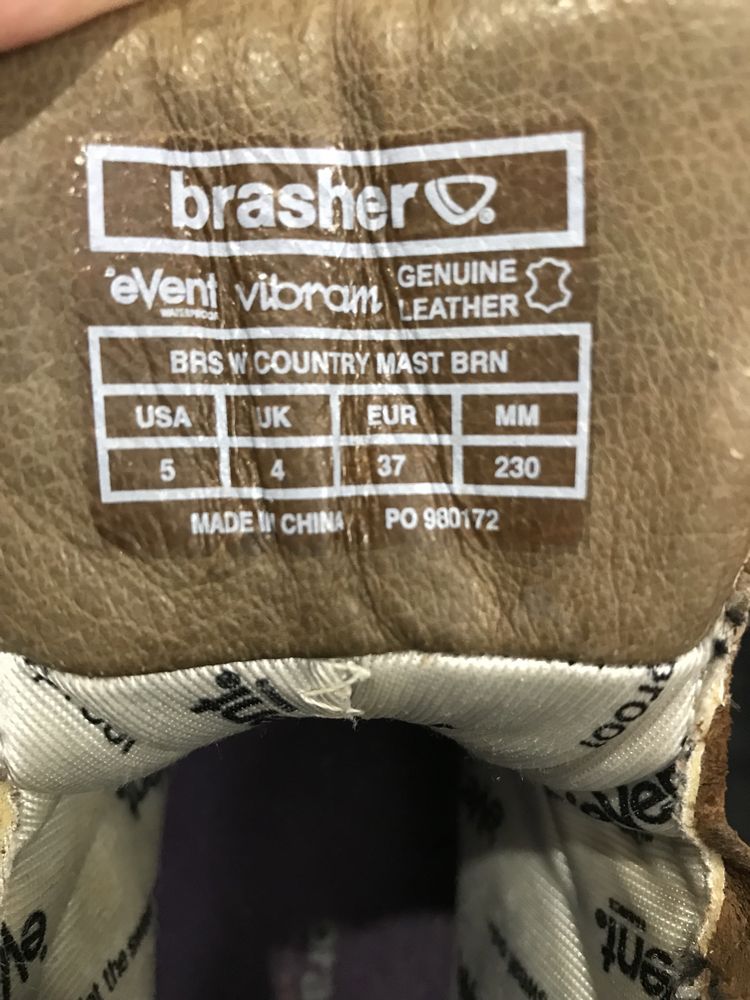 brasher
eVent vibram GENUINE
WATERPROOF LEATHER
BRS W COUNTRY MAST BRN
USA UK EUR MM
5 4 37 230
MADE IN CHINA PO 980172